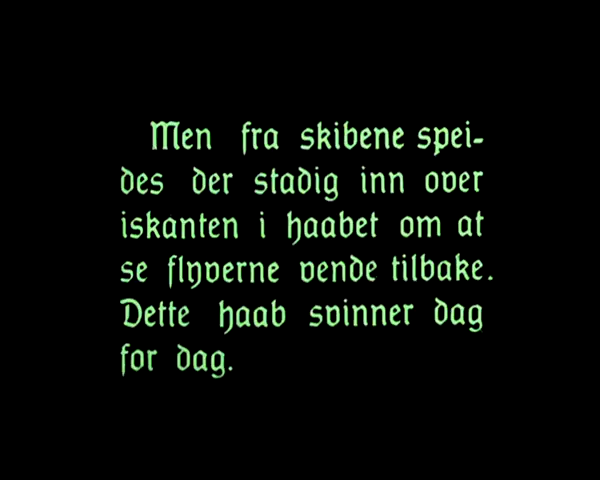 Men fra skibene spei-
des der stadig inn over
iskanten i haabet om at
se flyverne vende tilbake.
Dette haab svinner dag
for dag.